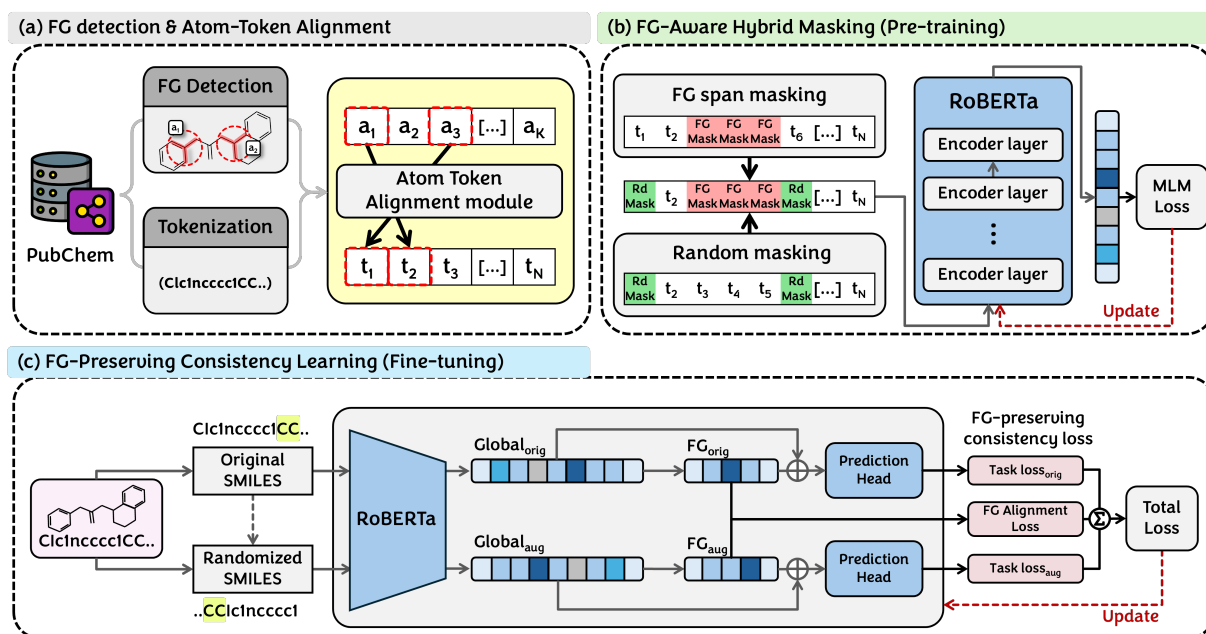 (a) FG detection & Atom-Token Alignment
FG Detection
a1
a2
Tokenization
(Clc1ncccc1CC..)
PubChem
a1 a2 a3 [...] aK
Atom Token
Alignment module
t1 t2 t3 [...] tN
(b) FG-Aware Hybrid Masking (Pre-training)
FG span masking
t1 t2 FG Mask FG Mask FG Mask t6 [...] tN
Rd Mask t2 FG Mask FG Mask FG Mask Rd Mask [...] tN
Random masking
Rd Mask t2 t3 t4 t5 Rd Mask [...] tN
RoBERTa
Encoder layer
Encoder layer
Encoder layer
MLM
Loss
Update
(c) FG-Preserving Consistency Learning (Fine-tuning)
Clc1ncccc1CC..
Clc1ncccc1CC..
Original
SMILES
Randomized
SMILES
..CClc1ncccc1
RoBERTa
Globalorig
FGorig
Prediction
Head
Globalaug
FGaug
Prediction
Head
FG-preserving
consistency loss
Task lossorig
FG Alignment
Loss
Task lossaug
Σ
Total
Loss
Update